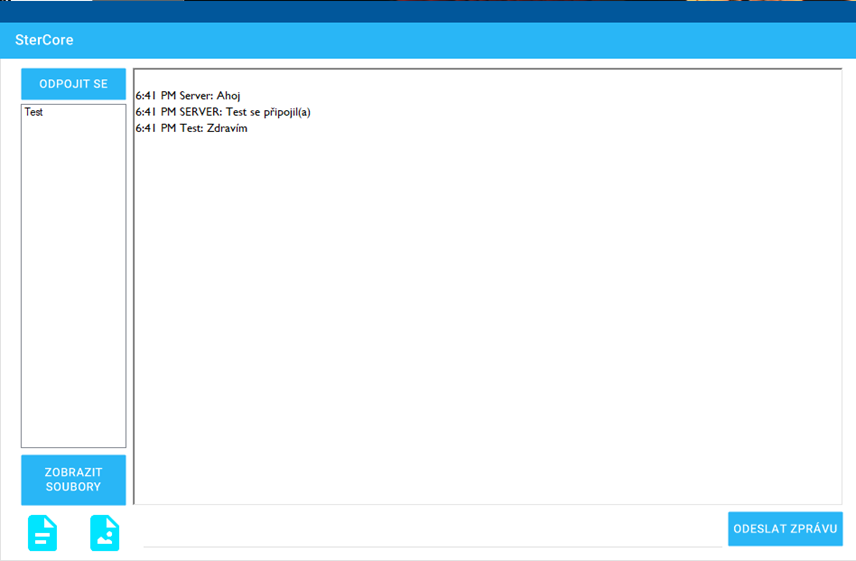 SterCore
ODPOJIT SE
Test
6:41 PM Server: Ahoj
6:41 PM SERVER: Test se připojil(a)
6:41 PM Test: Zdravím
ZOBRAZIT
SOUBORY
ODESLAT ZPRÁVU